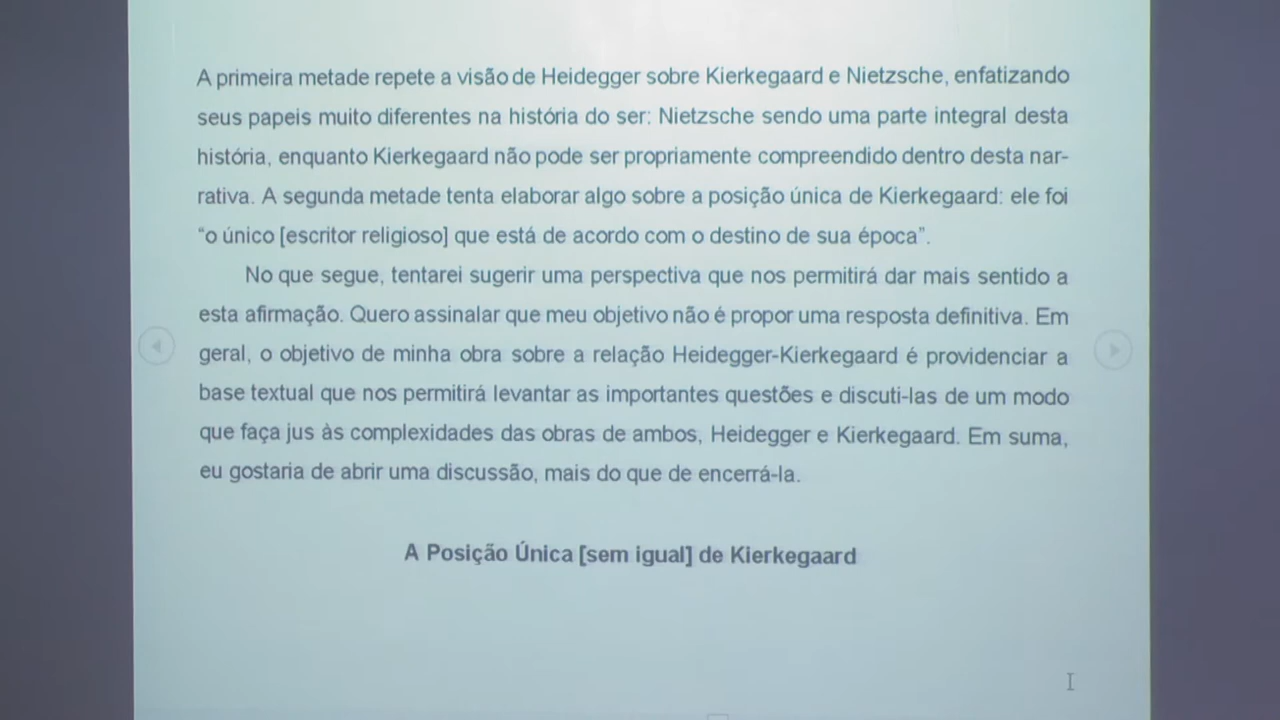 A primeira metade repete a visão de Heidegger sobre Kierkegaard e Nietzsche, enfatizando
seus papeis muito diferentes na história do ser: Nietzsche sendo uma parte integral desta
história, enquanto Kierkegaard não pode ser propriamente compreendido dentro desta nar-
rativa. A segunda metade tenta elaborar algo sobre a posição única de Kierkegaard: ele foi
“o único [escritor religioso] que está de acordo com o destino de sua época”.
No que segue, tentarei sugerir uma perspectiva que nos permitirá dar mais sentido a
esta afirmação. Quero assinalar que meu objetivo não é propor uma resposta definitiva. Em
geral, o objetivo de minha obra sobre a relação Heidegger-Kierkegaard é providenciar a
base textual que nos permitirá levantar as importantes questões e discuti-las de um modo
que faça jus às complexidades das obras de ambos, Heidegger e Kierkegaard. Em suma,
eu gostaria de abrir uma discussão, mais do que de encerrá-la.
A Posição Única [sem igual] de Kierkegaard